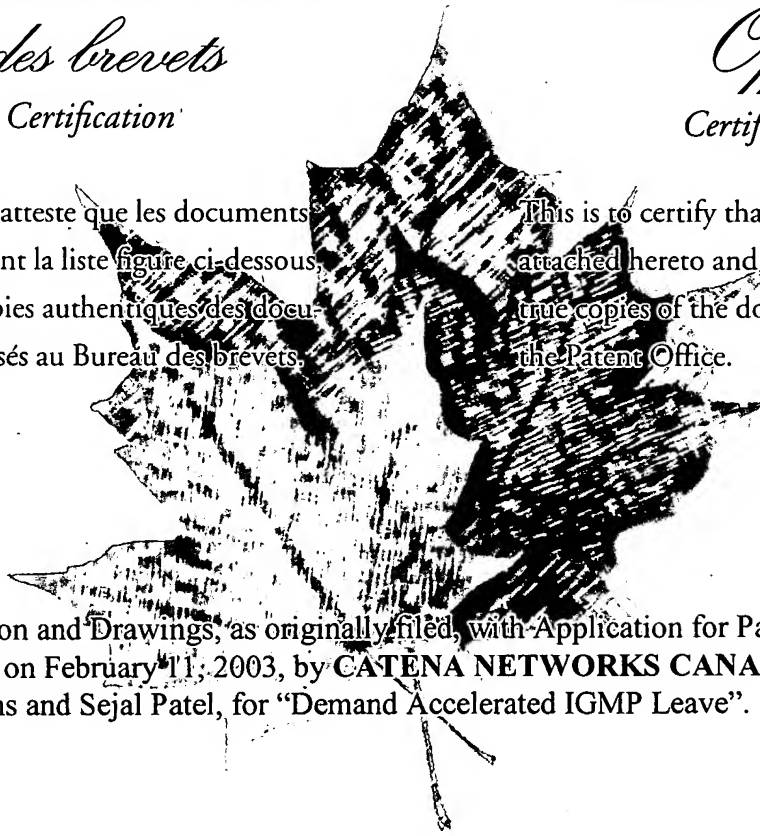 des brevets
Certification
atteste que les documents
nt la liste figure ci-dessous,
pies authentiques des docu-
sés au Bureau des brevets.
Certif
This is to certify tha
attached hereto and
true copies of the do
the Patent Office.
on and Drawings, as originally filed, with Application for Pa
on February 11, 2003, by CATENA NETWORKS CANA
ns and Sejal Patel, for “Demand Accelerated IGMP Leave”.